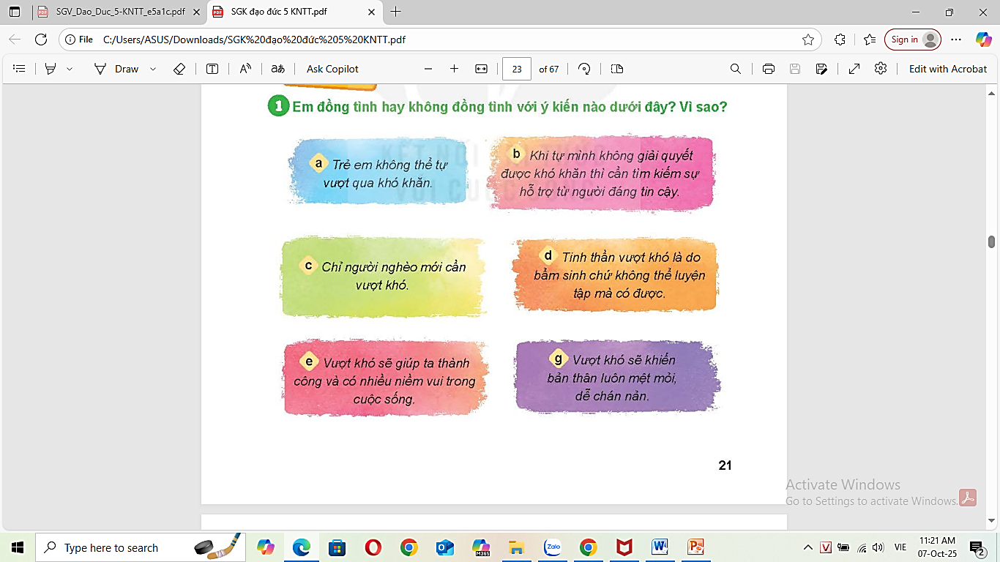 SGV_Dao_Duc_5-KNTT_e5a1c.pdf
SGK đạo đức 5 KNTT.pdf
File C:/Users/ASUS/Downloads/SGK%20đạo%20đức%205%20KNTT.pdf
Sign in
Draw
Ask Copilot
23 of 67
Edit with Acrobat
1 Em đồng tình hay không đồng tình với ý kiến nào dưới đây? Vì sao?
a Trẻ em không thể tự
vượt qua khó khăn.
b Khi tự mình không giải quyết
được khó khăn thì cần tìm kiếm sự
hỗ trợ từ người đáng tin cậy.
c Chỉ người nghèo mới cần
vượt khó.
d Tinh thần vượt khó là do
bẩm sinh chứ không thể luyện
tập mà có được.
e Vượt khó sẽ giúp ta thành
công và có nhiều niềm vui trong
cuộc sống.
g Vượt khó sẽ khiến
bản thân luôn mệt mỏi,
dễ chán nản.
21
Activate Windows
Go to Settings to activate Windows.
Type here to search
Zalo
M365
VIE
11:21 AM
07-Oct-25
2